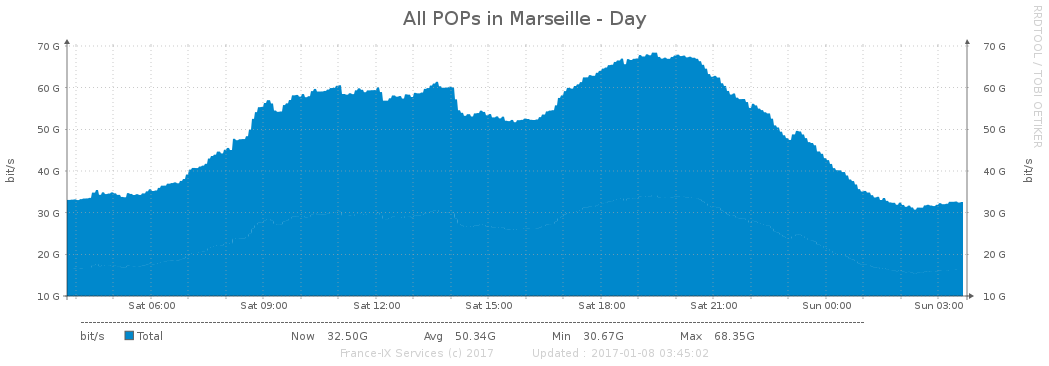 All POPs in Marseille - Day
RRDTOOL / TOBI OETIKER
70 G 70 G
60 G 60 G
50 G 50 G
40 G 40 G
30 G 30 G
20 G 20 G
10 G 10 G
bit/s bit/s
Sat 06:00 Sat 09:00 Sat 12:00 Sat 15:00 Sat 18:00 Sat 21:00 Sun 00:00 Sun 03:00
bit/s Total Now 32.50G Avg 50.34G Min 30.67G Max 68.35G
France-IX Services (c) 2017 Updated : 2017-01-08 03:45:02